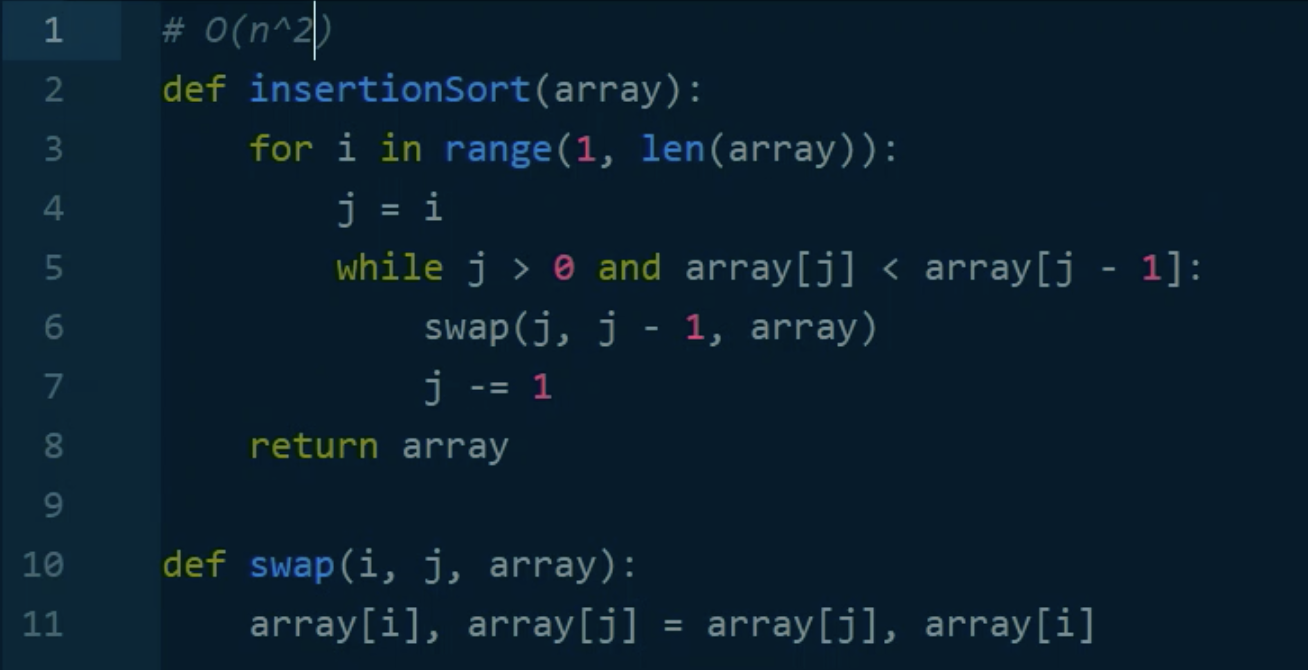 1 # O(n^2)
2 def insertionSort(array):
3     for i in range(1, len(array)):
4         j = i
5         while j > 0 and array[j] < array[j - 1]:
6             swap(j, j - 1, array)
7             j -= 1
8     return array
9
10 def swap(i, j, array):
11     array[i], array[j] = array[j], array[i]